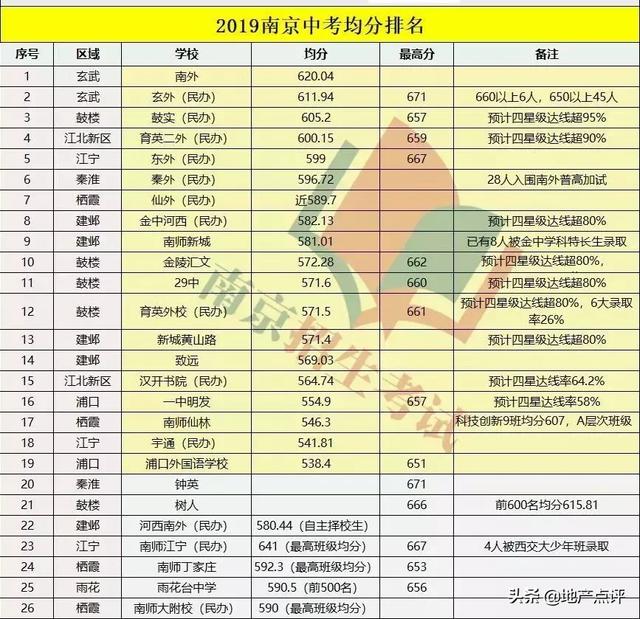 2019南京中考均分排名
序号 区域 学校 均分 最高分 备注
1 玄武 南外 620.04
2 玄武 玄外（民办） 611.94 671 660以上6人，650以上45人
3 鼓楼 鼓实（民办） 605.2 657 预计四星级达线超95%
4 江北新区 育英二外（民办） 600.15 659 预计四星级达线超90%
5 江宁 东外（民办） 599 667
6 秦淮 秦外（民办） 596.72 28人入围南外普高加试
7 栖霞 仙外（民办） 近589.7
8 建邺 金中河西（民办） 582.13 预计四星级达线超80%
9 建邺 南师新城 581.01 已有8人被金中学科特长生录取
10 鼓楼 金陵汇文 572.28 662 预计四星级达线超80%，
11 鼓楼 29中 571.6 660 预计四星级达线超80%
12 鼓楼 育英外校（民办） 571.5 661 预计四星级达线超80%，6大录取
率26%
13 建邺 新城黄山路 571.4 预计四星级达线超80%
14 建邺 致远 569.03
15 江北新区 汉开书院（民办） 564.74 预计四星达线率64.2%
16 浦口 一中明发 554.9 657 预计四星达线率58%
17 栖霞 南师仙林 546.3 科技创新9班均分607，A层次班级
18 江宁 宇通（民办） 541.81
19 浦口 浦口外国语学校 538.4 651
20 秦淮 钟英 671
21 鼓楼 树人 666 前600名均分615.81
22 建邺 河西南外（民办） 580.44（自主择校生）
23 江宁 南师江宁（民办） 641（最高班级均分） 667 4人被西交大少年班录取
24 栖霞 南师丁家庄 592.3（最高班级均分） 653
25 雨花 雨花台中学 590.5（前500名） 656
26 栖霞 南师大附校（民办） 590（最高班级均分）
南京招生考试
头条 @地产点评